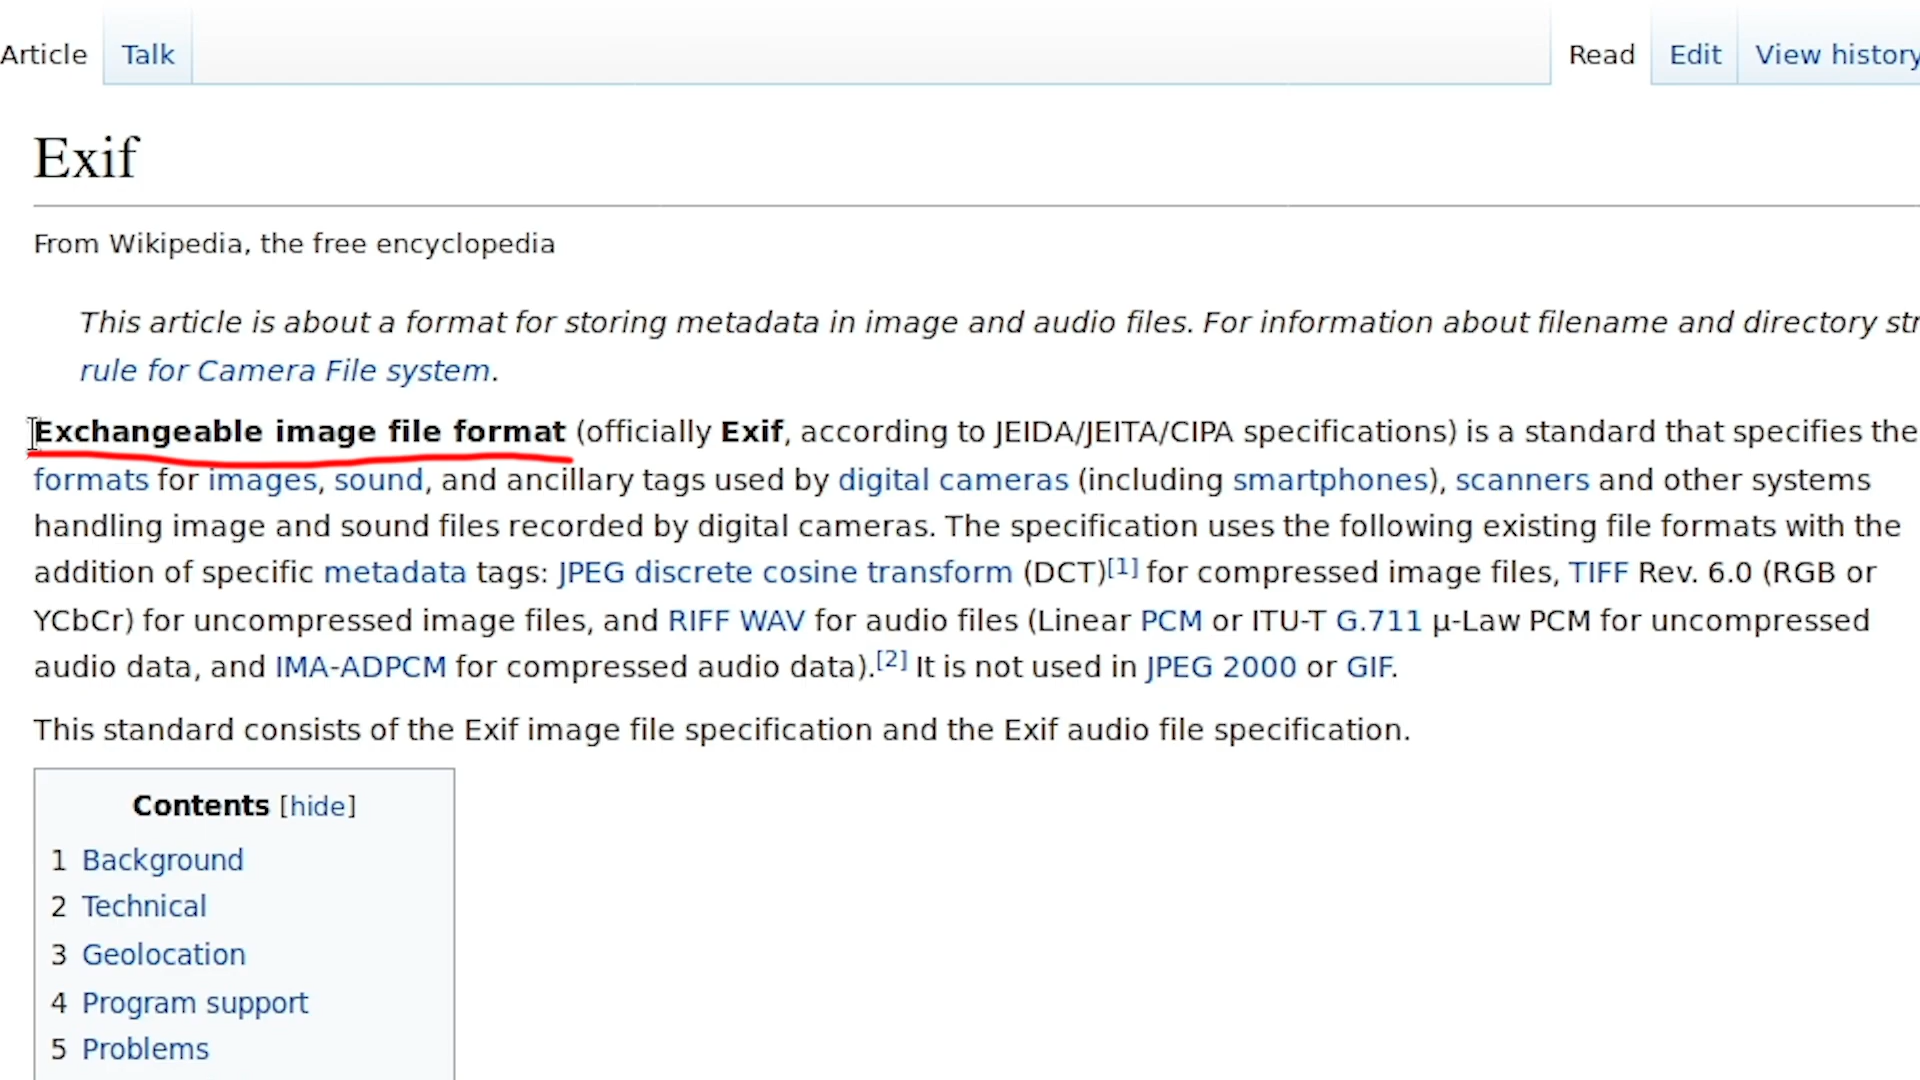 Article Talk Read Edit View history
Exif
From Wikipedia, the free encyclopedia
This article is about a format for storing metadata in image and audio files. For information about filename and directory str
rule for Camera File system.
Exchangeable image file format (officially Exif, according to JEIDA/JEITA/CIPA specifications) is a standard that specifies the
formats for images, sound, and ancillary tags used by digital cameras (including smartphones), scanners and other systems
handling image and sound files recorded by digital cameras. The specification uses the following existing file formats with the
addition of specific metadata tags: JPEG discrete cosine transform (DCT)[1] for compressed image files, TIFF Rev. 6.0 (RGB or
YCbCr) for uncompressed image files, and RIFF WAV for audio files (Linear PCM or ITU-T G.711 μ-Law PCM for uncompressed
audio data, and IMA-ADPCM for compressed audio data).[2] It is not used in JPEG 2000 or GIF.
This standard consists of the Exif image file specification and the Exif audio file specification.
Contents [hide]
1 Background
2 Technical
3 Geolocation
4 Program support
5 Problems